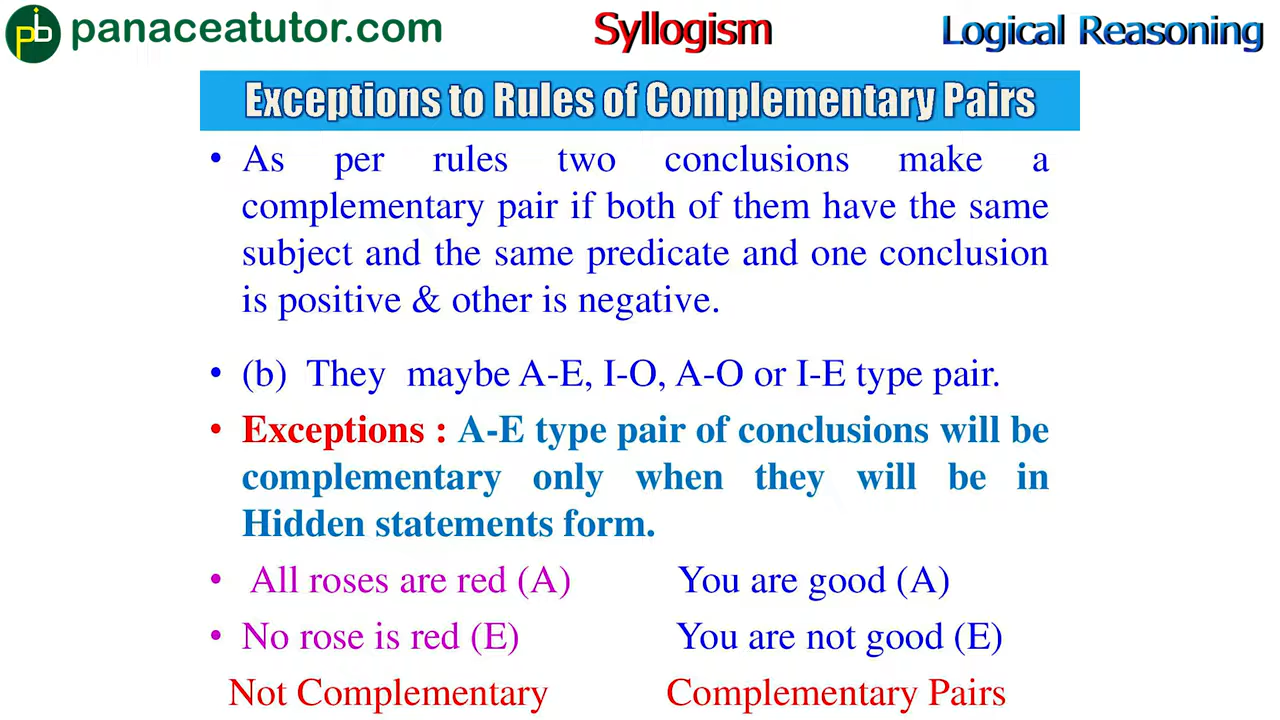 panaceatutor.com
Syllogism
Logical Reasoning
Exceptions to Rules of Complementary Pairs
• As per rules two conclusions make a
complementary pair if both of them have the same
subject and the same predicate and one conclusion
is positive & other is negative.
• (b) They maybe A-E, I-O, A-O or I-E type pair.
• Exceptions : A-E type pair of conclusions will be
complementary only when they will be in
Hidden statements form.
• All roses are red (A) You are good (A)
• No rose is red (E) You are not good (E)
Not Complementary Complementary Pairs